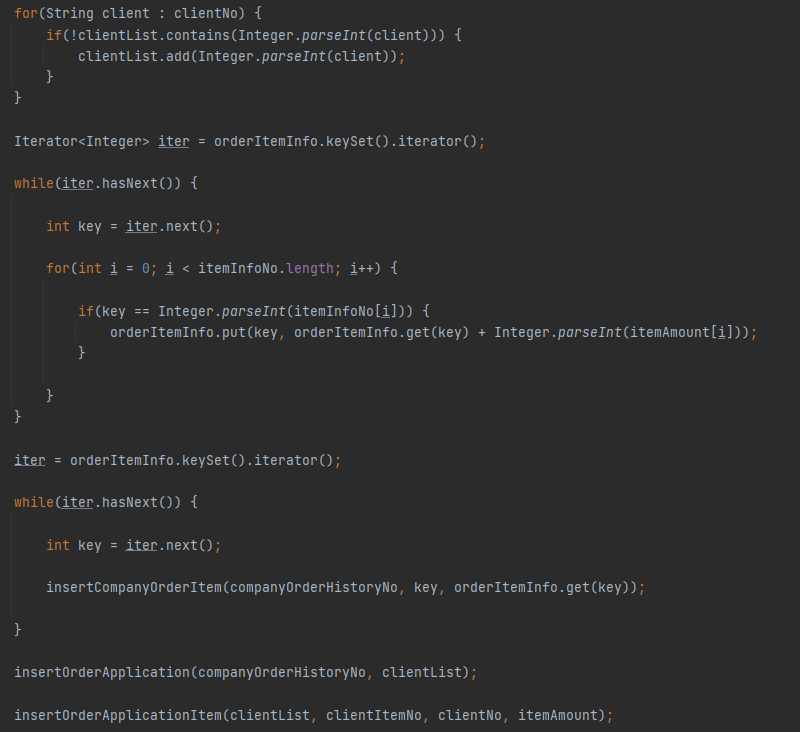 for(String client : clientNo) {
if(!clientList.contains(Integer.parseInt(client))) {
clientList.add(Integer.parseInt(client));
}
}
Iterator<Integer> iter = orderItemInfo.keySet().iterator();
while(iter.hasNext()) {
int key = iter.next();
for(int i = 0; i < itemInfoNo.length; i++) {
if(key == Integer.parseInt(itemInfoNo[i])) {
orderItemInfo.put(key, orderItemInfo.get(key) + Integer.parseInt(itemAmount[i]));
}
}
}
iter = orderItemInfo.keySet().iterator();
while(iter.hasNext()) {
int key = iter.next();
insertCompanyOrderItem(companyOrderHistoryNo, key, orderItemInfo.get(key));
}
insertOrderApplication(companyOrderHistoryNo, clientList);
insertOrderApplicationItem(clientList, clientItemNo, clientNo, itemAmount);